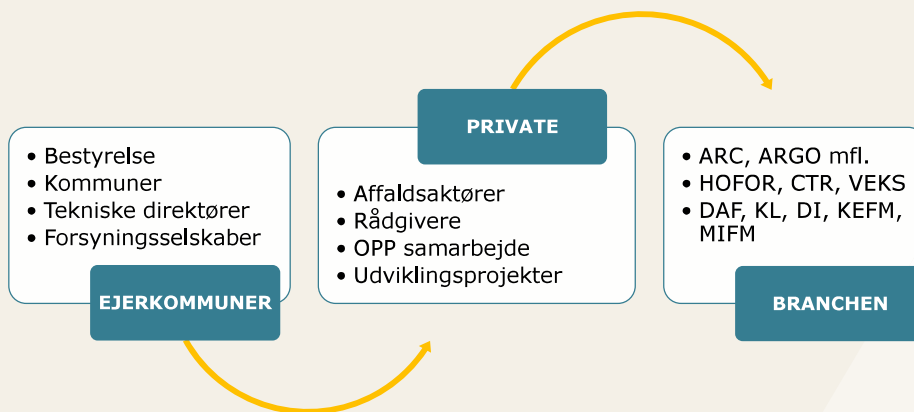 • Bestyrelse
• Kommuner
• Tekniske direktører
• Forsyningsselskaber
EJERKOMMUNER
PRIVATE
• Affaldsaktører
• Rådgivere
• OPP samarbejde
• Udviklingsprojekter
• ARC, ARGO mfl.
• HOFOR, CTR, VEKS
• DAF, KL, DI, KEFM,
MIFM
BRANCHEN